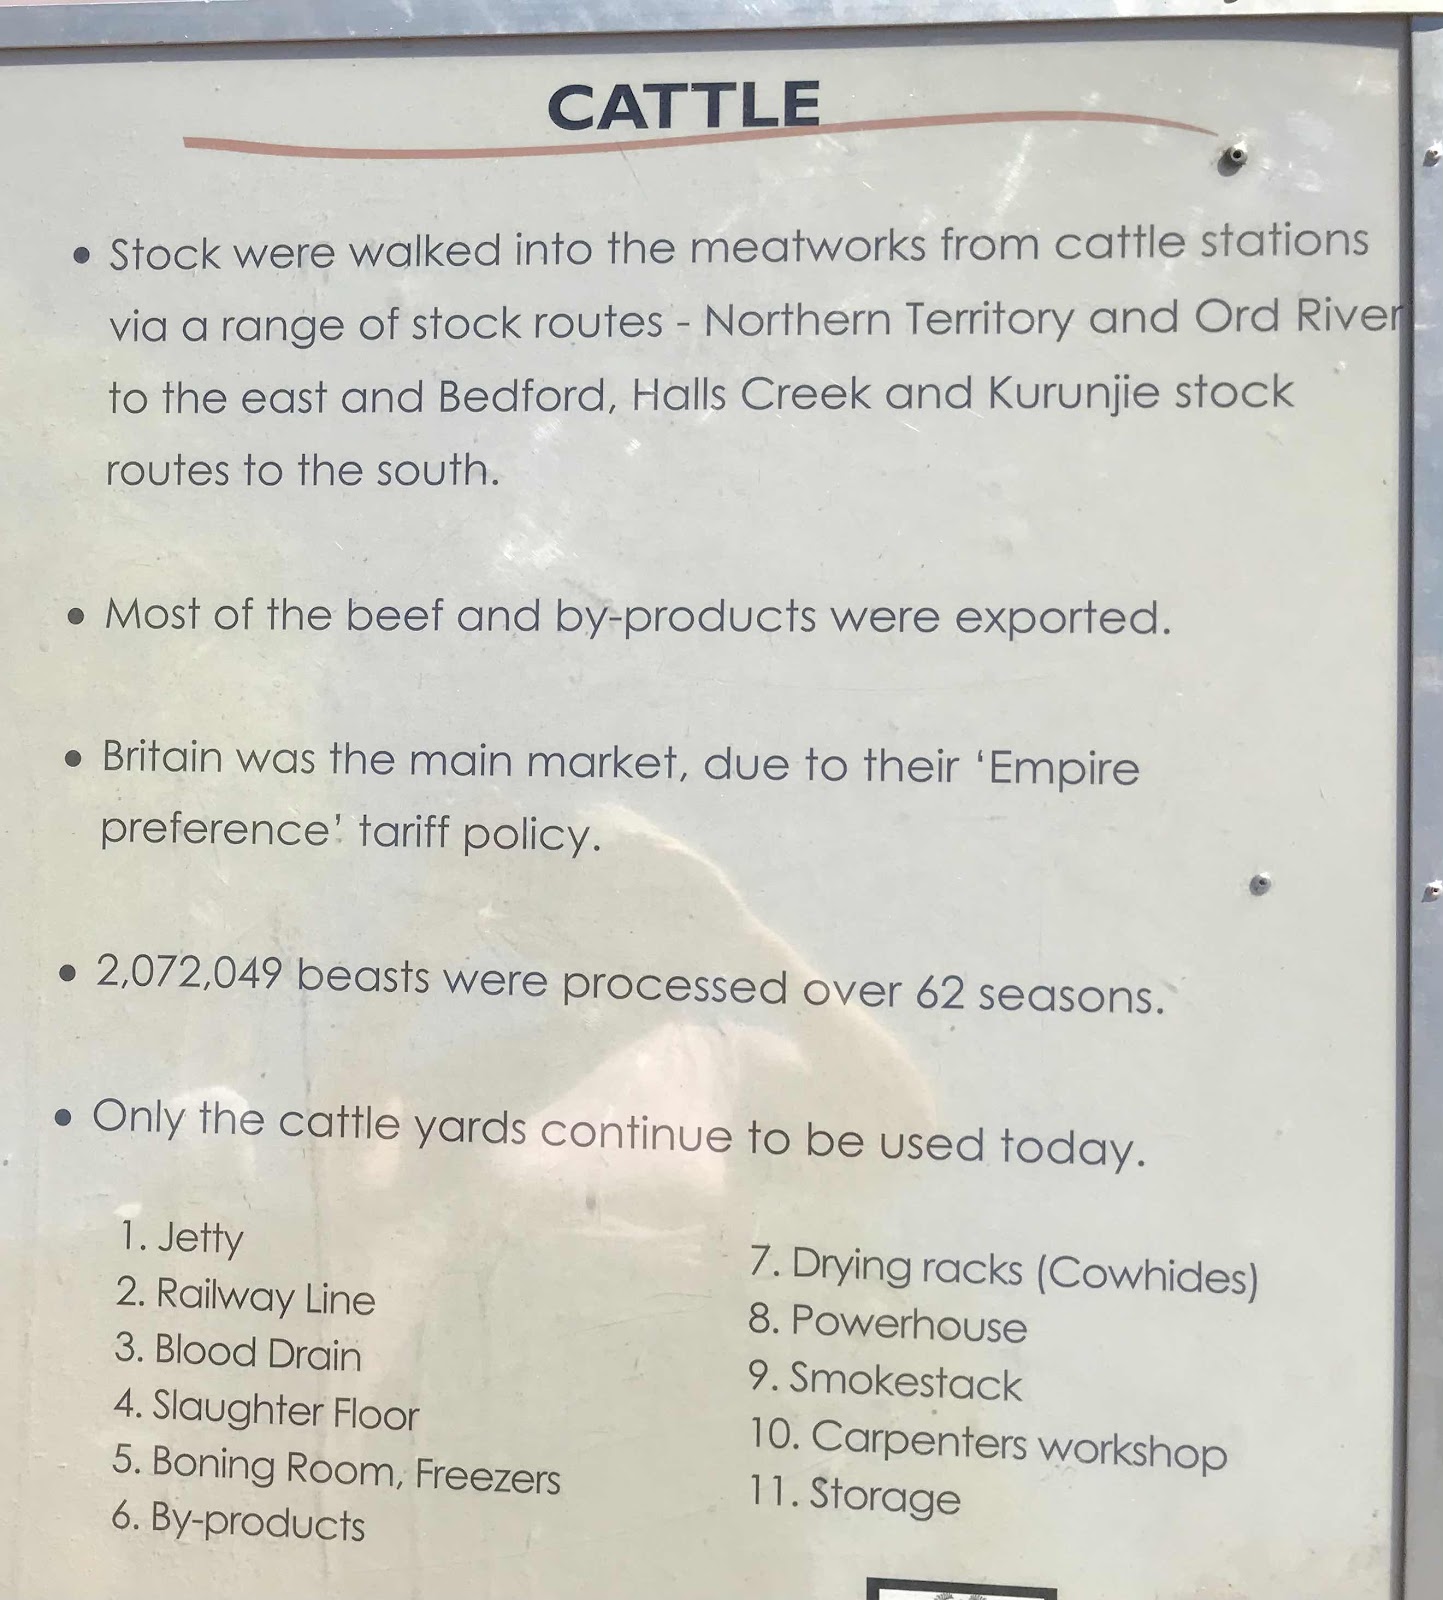 CATTLE
• Stock were walked into the meatworks from cattle stations
via a range of stock routes - Northern Territory and Ord River
to the east and Bedford, Halls Creek and Kurunjie stock
routes to the south.
• Most of the beef and by-products were exported.
• Britain was the main market, due to their ‘Empire
preference’ tariff policy.
• 2,072,049 beasts were processed over 62 seasons.
• Only the cattle yards continue to be used today.
1. Jetty
2. Railway Line
3. Blood Drain
4. Slaughter Floor
5. Boning Room, Freezers
6. By-products
7. Drying racks (Cowhides)
8. Powerhouse
9. Smokestack
10. Carpenters workshop
11. Storage